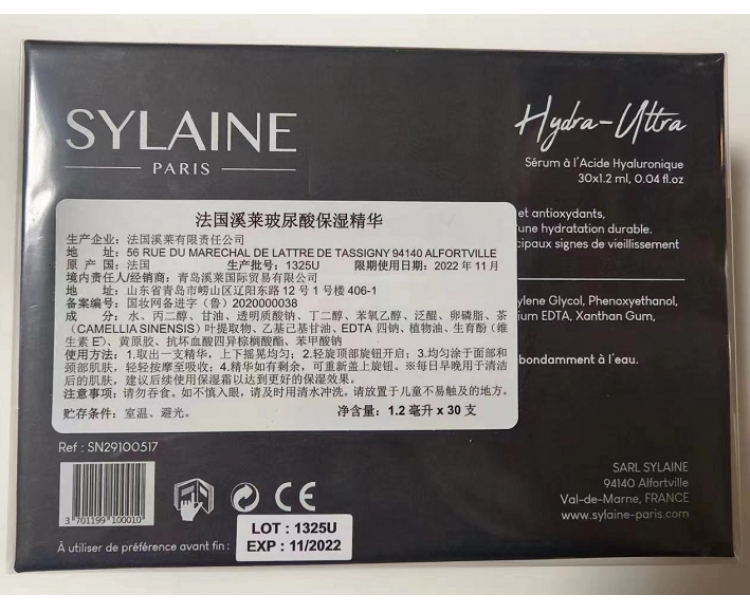 SYLAINE
PARIS
Hydra-Ultra
Sérum à l'Acide Hyaluronique
30x1.2 ml, 0.04 fl.oz
et antioxydants,
une hydratation durable.
cipaux signes de vieillissement
ylene Glycol, Phenoxyethanol,
ium EDTA, Xanthan Gum,
bondamment à l'eau.
法国溪莱玻尿酸保湿精华
生产企业：法国溪莱有限责任公司
地 址：56 RUE DU MARECHAL DE LATTRE DE TASSIGNY 94140 ALFORTVILLE
原 产 国：法国 生产批号：1325U 限期使用日期：2022 年 11月
境内责任人/经销商：青岛溪莱国际贸易有限公司
地 址：山东省青岛市崂山区辽阳东路 12 号 1 号楼 406-1
备案编号：国妆网备进字（鲁）2020000038
成 分：水、丙二醇、甘油、透明质酸钠、丁二醇、苯氧乙醇、泛醌、卵磷脂、茶
(CAMELLIA SINENSIS) 叶提取物、乙基己基甘油、EDTA 四钠、植物油、生育酚（维
生素 E）、黄原胶、抗坏血酸四异棕榈酸酯、苯甲酸钠
使用方法：1.取出一支精华，上下摇晃均匀；2.轻旋顶部旋钮开启；3.均匀涂于面部和
颈部肌肤，轻轻按摩至吸收；4.精华如有剩余，可重新盖上旋钮。※每日早晚用于清洁
后的肌肤，建议后续使用保湿霜以达到更好的保湿效果。
注意事项：请勿吞食。如不慎入眼，请及时用清水冲洗。请放置于儿童不易触及的地方。
贮存条件：室温、避光。 净含量：1.2 毫升 x 30 支
Ref : SN29100517
3 701199 100010
CE
SARL SYLAINE
94140 Alfortville
Val-de-Marne, FRANCE
www.sylaine-paris.com
À utiliser de préférence avant fin :
LOT : 1325U
EXP : 11/2022